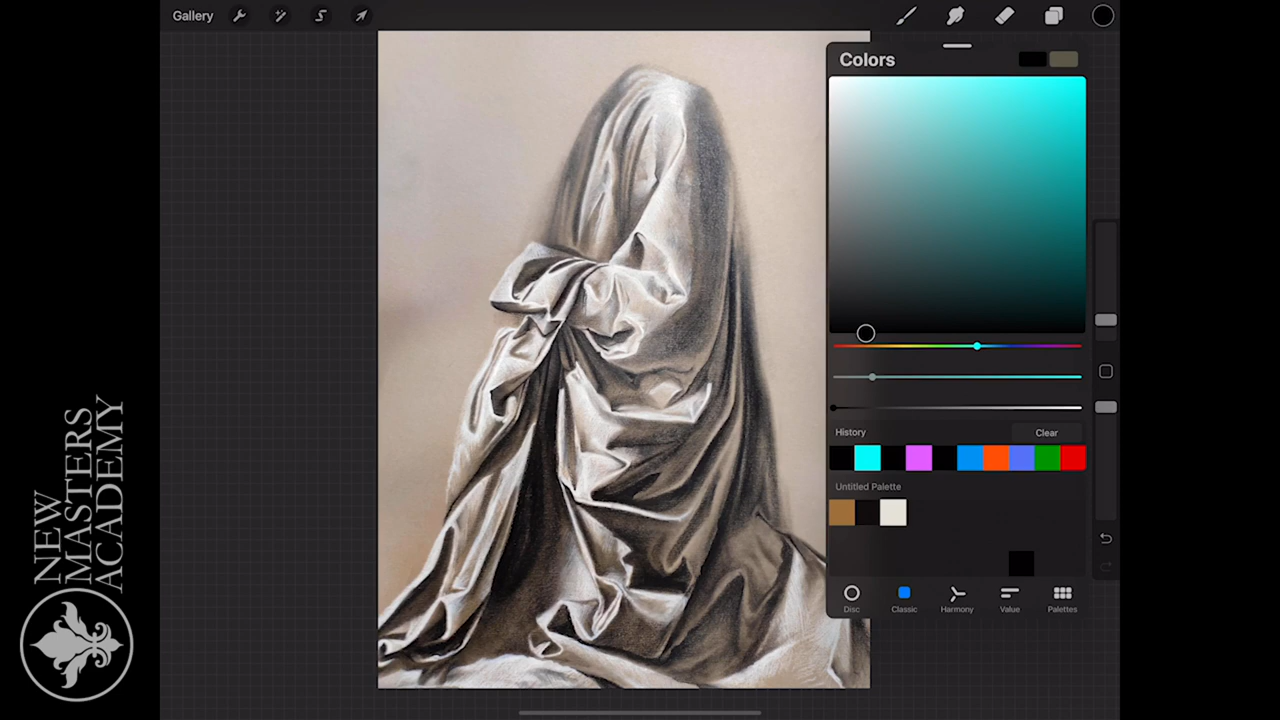 Gallery
Colors
History
Clear
Untitled Palette
Disc
Classic
Harmony
Value
Palettes
NEW
MASTERS
ACADEMY